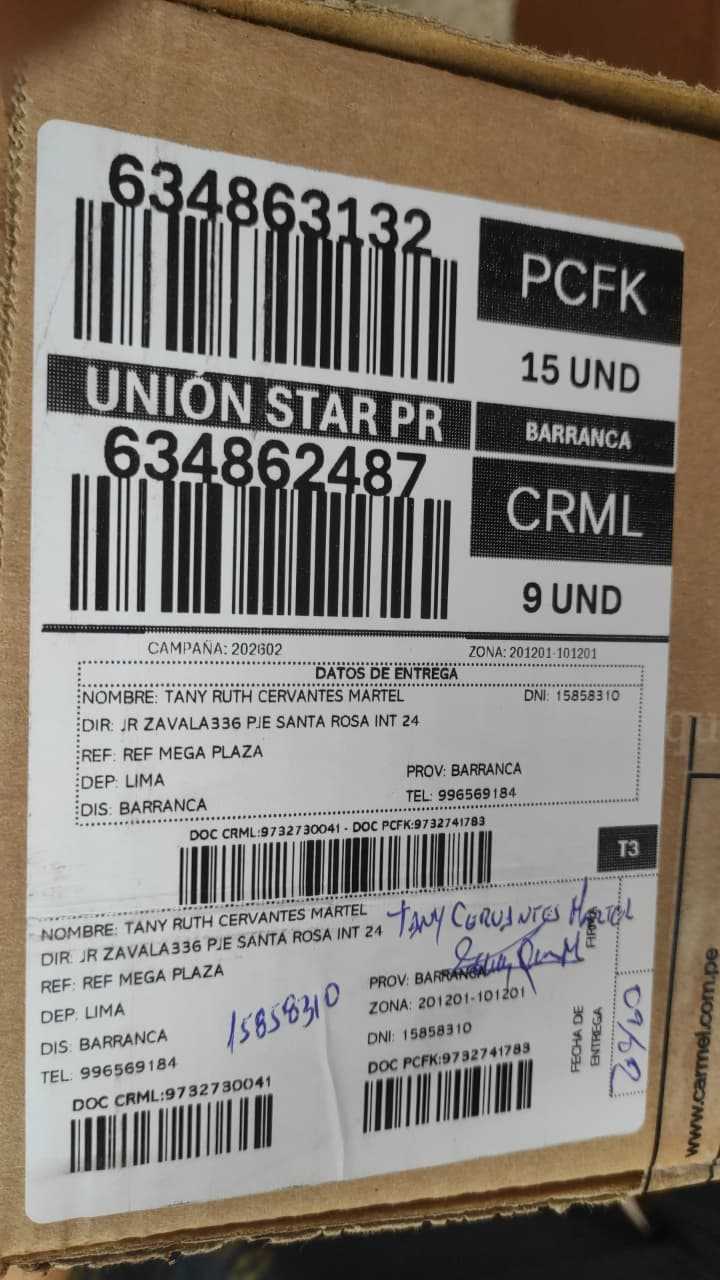 634863132
PCFK
15 UND
UNIÓN STAR PR
BARRANCA
634862487
CRML
9 UND
CAMPAÑA: 202602
ZONA: 201201-101201
DATOS DE ENTREGA
NOMBRE: TANY RUTH CERVANTES MARTEL
DNI: 15858310
DIR: JR ZAVALA336 PJE SANTA ROSA INT 24
REF: REF MEGA PLAZA
DEP: LIMA
PROV: BARRANCA
DIS: BARRANCA
TEL: 996569184
DOC CRML:9732730041 - DOC PCFK:9732741783
T3
NOMBRE: TANY RUTH CERVANTES MARTEL
TANY CERVANTES MARTEL
DIR: JR ZAVALA336 PJE SANTA ROSA INT 24
FIRMA
REF: REF MEGA PLAZA
PROV: BARRANCA
DEP: LIMA
ZONA: 201201-101201
15858310
DIS: BARRANCA
DNI: 15858310
TEL: 996569184
FECHA DE
ENTREGA
DOC CRML:9732730041
DOC PCFK:9732741783
www.carmel.com.pe